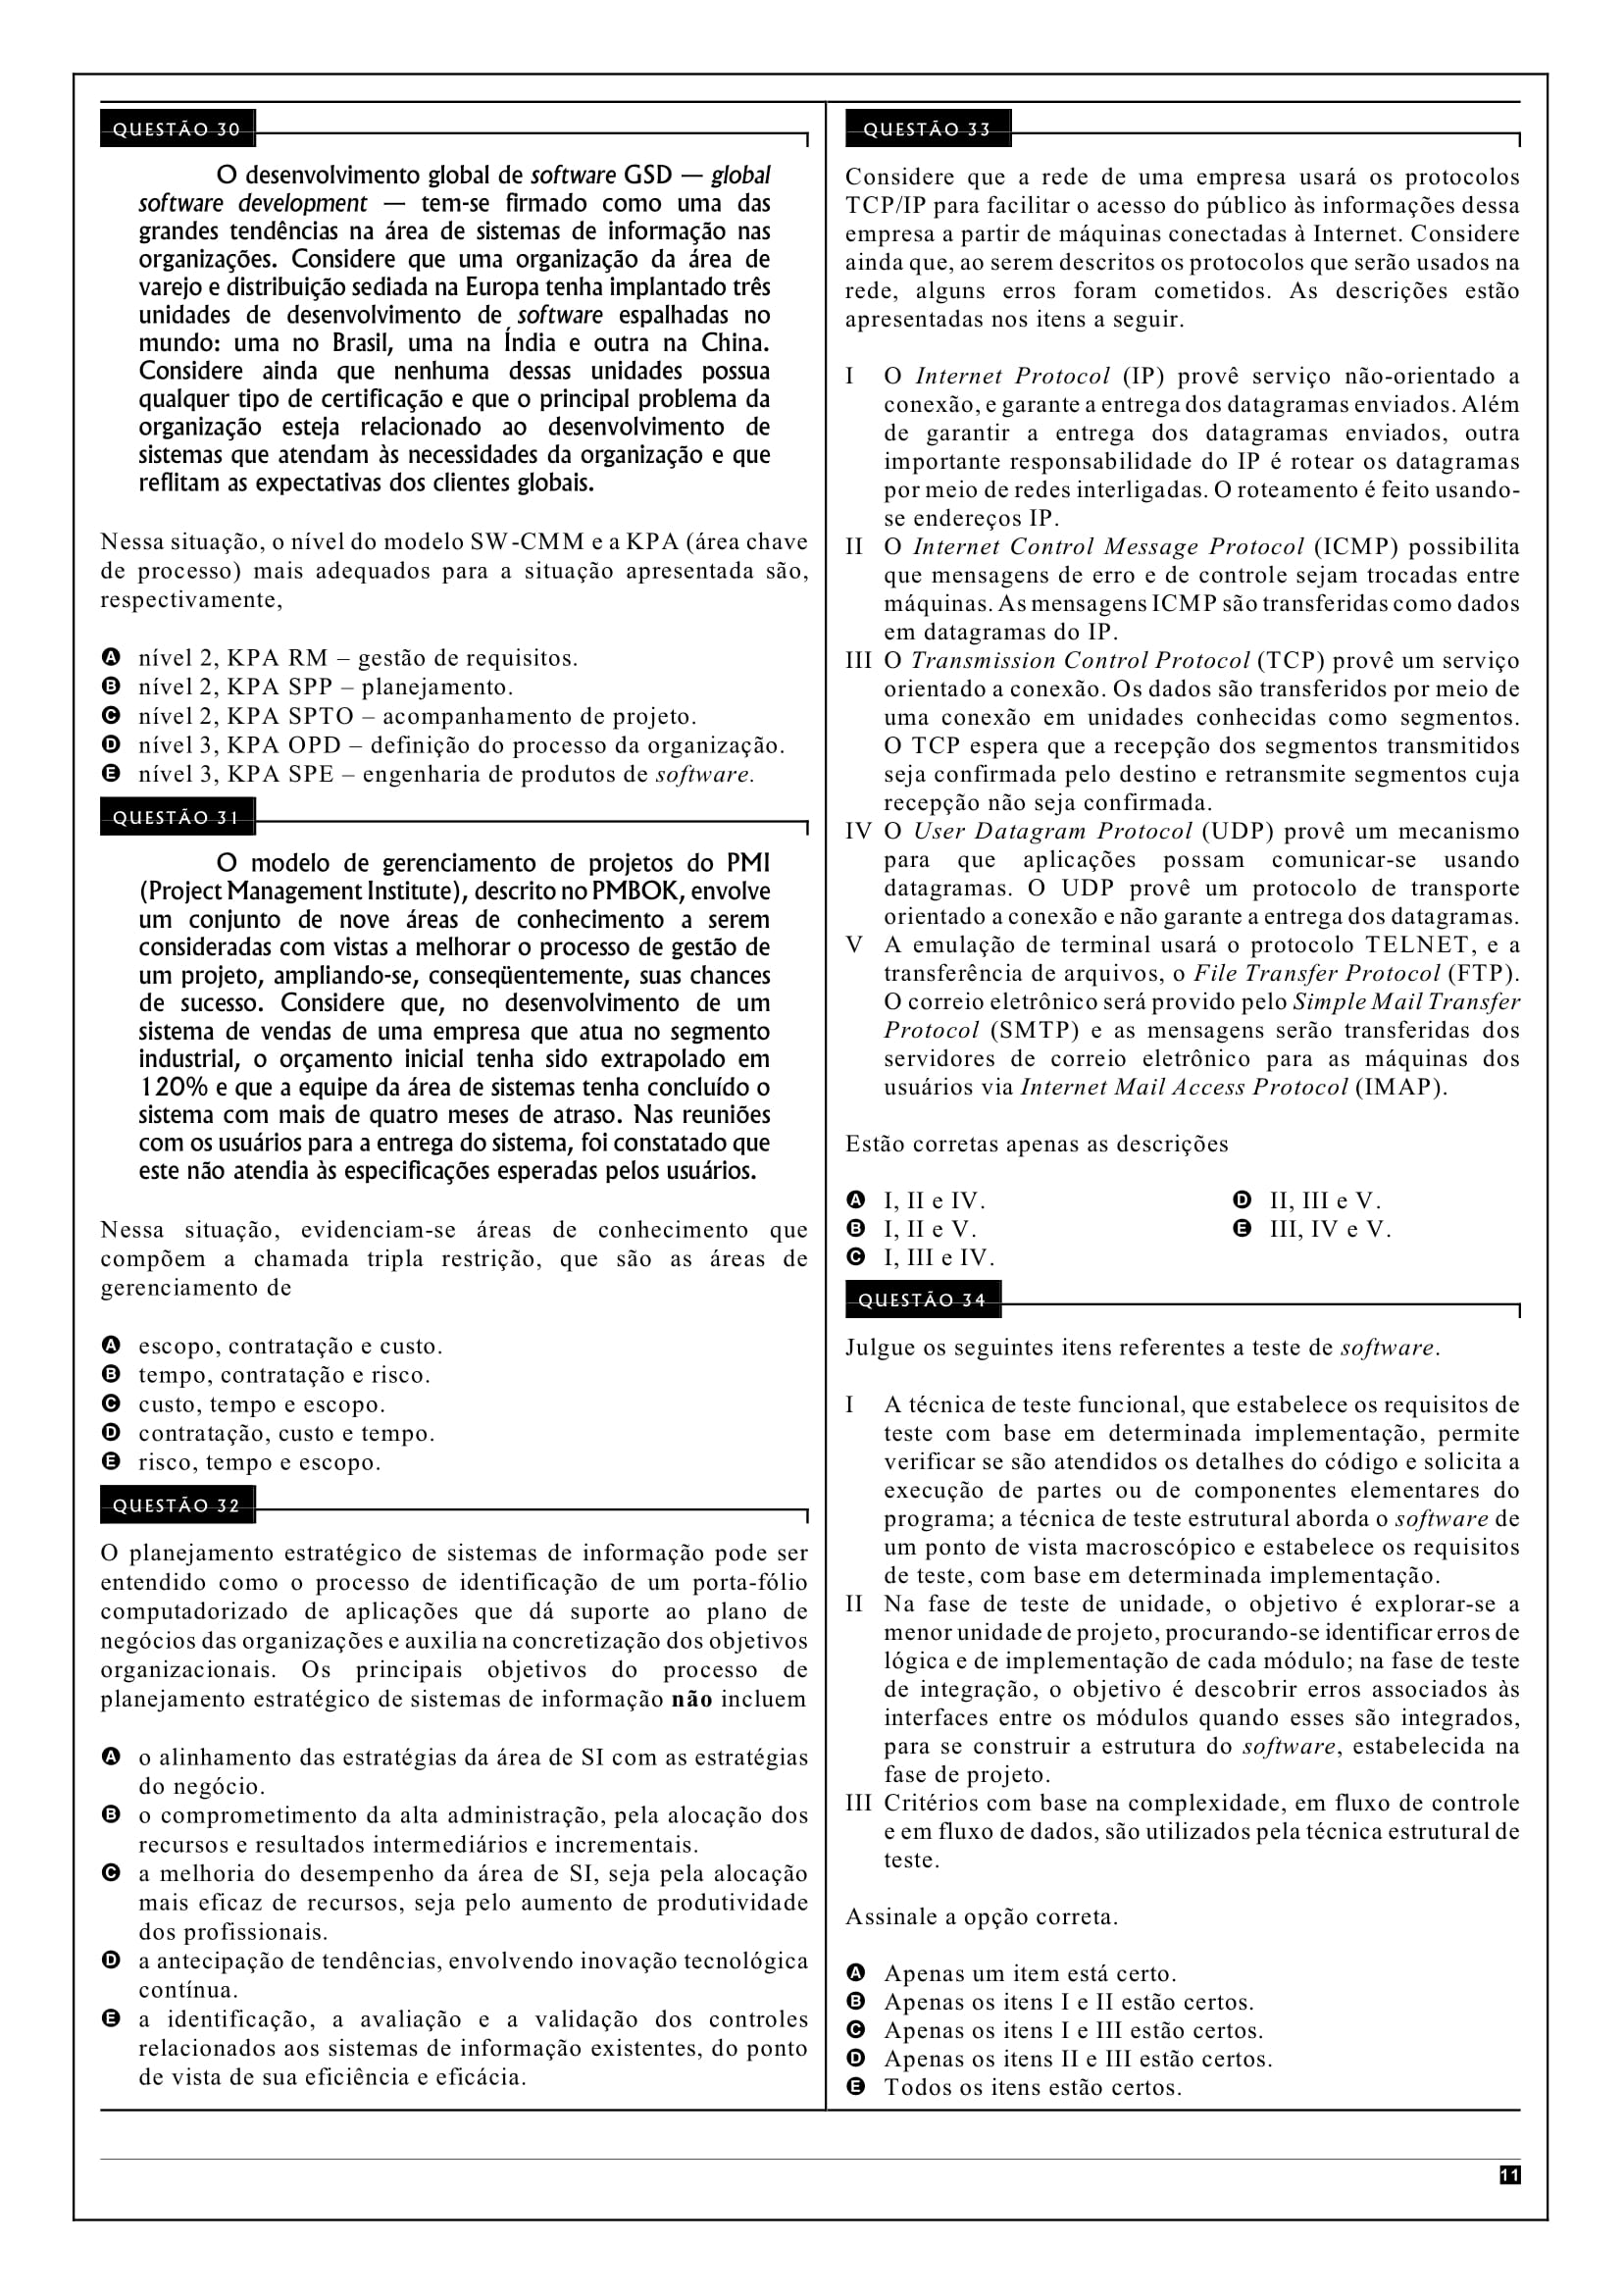 QUESTÃO 30
O desenvolvimento global de software GSD — global
software development — tem-se firmado como uma das
grandes tendências na área de sistemas de informação nas
organizações. Considere que uma organização da área de
varejo e distribuição sediada na Europa tenha implantado três
unidades de desenvolvimento de software espalhadas no
mundo: uma no Brasil, uma na Índia e outra na China.
Considere ainda que nenhuma dessas unidades possua
qualquer tipo de certificação e que o principal problema da
organização esteja relacionado ao desenvolvimento de
sistemas que atendam às necessidades da organização e que
reflitam as expectativas dos clientes globais.
Nessa situação, o nível do modelo SW-CMM e a KPA (área chave
de processo) mais adequados para a situação apresentada são,
respectivamente,
A nível 2, KPA RM – gestão de requisitos.
B nível 2, KPA SPP – planejamento.
C nível 2, KPA SPTO – acompanhamento de projeto.
D nível 3, KPA OPD – definição do processo da organização.
E nível 3, KPA SPE – engenharia de produtos de software.
QUESTÃO 31
O modelo de gerenciamento de projetos do PMI
(Project Management Institute), descrito no PMBOK, envolve
um conjunto de nove áreas de conhecimento a serem
consideradas com vistas a melhorar o processo de gestão de
um projeto, ampliando-se, conseqüentemente, suas chances
de sucesso. Considere que, no desenvolvimento de um
sistema de vendas de uma empresa que atua no segmento
industrial, o orçamento inicial tenha sido extrapolado em
120% e que a equipe da área de sistemas tenha concluído o
sistema com mais de quatro meses de atraso. Nas reuniões
com os usuários para a entrega do sistema, foi constatado que
este não atendia às especificações esperadas pelos usuários.
Nessa situação, evidenciam-se áreas de conhecimento que
compõem a chamada tripla restrição, que são as áreas de
gerenciamento de
A escopo, contratação e custo.
B tempo, contratação e risco.
C custo, tempo e escopo.
D contratação, custo e tempo.
E risco, tempo e escopo.
QUESTÃO 32
O planejamento estratégico de sistemas de informação pode ser
entendido como o processo de identificação de um porta-fólio
computadorizado de aplicações que dá suporte ao plano de
negócios das organizações e auxilia na concretização dos objetivos
organizacionais. Os principais objetivos do processo de
planejamento estratégico de sistemas de informação não incluem
A o alinhamento das estratégias da área de SI com as estratégias
do negócio.
B o comprometimento da alta administração, pela alocação dos
recursos e resultados intermediários e incrementais.
C a melhoria do desempenho da área de SI, seja pela alocação
mais eficaz de recursos, seja pelo aumento de produtividade
dos profissionais.
D a antecipação de tendências, envolvendo inovação tecnológica
contínua.
E a identificação, a avaliação e a validação dos controles
relacionados aos sistemas de informação existentes, do ponto
de vista de sua eficiência e eficácia.
QUESTÃO 33
Considere que a rede de uma empresa usará os protocolos
TCP/IP para facilitar o acesso do público às informações dessa
empresa a partir de máquinas conectadas à Internet. Considere
ainda que, ao serem descritos os protocolos que serão usados na
rede, alguns erros foram cometidos. As descrições estão
apresentadas nos itens a seguir.
I O Internet Protocol (IP) provê serviço não-orientado a
conexão, e garante a entrega dos datagramas enviados. Além
de garantir a entrega dos datagramas enviados, outra
importante responsabilidade do IP é rotear os datagramas
por meio de redes interligadas. O roteamento é feito usando-
se endereços IP.
II O Internet Control Message Protocol (ICMP) possibilita
que mensagens de erro e de controle sejam trocadas entre
máquinas. As mensagens ICMP são transferidas como dados
em datagramas do IP.
III O Transmission Control Protocol (TCP) provê um serviço
orientado a conexão. Os dados são transferidos por meio de
uma conexão em unidades conhecidas como segmentos.
O TCP espera que a recepção dos segmentos transmitidos
seja confirmada pelo destino e retransmite segmentos cuja
recepção não seja confirmada.
IV O User Datagram Protocol (UDP) provê um mecanismo
para que aplicações possam comunicar-se usando
datagramas. O UDP provê um protocolo de transporte
orientado a conexão e não garante a entrega dos datagramas.
V A emulação de terminal usará o protocolo TELNET, e a
transferência de arquivos, o File Transfer Protocol (FTP).
O correio eletrônico será provido pelo Simple Mail Transfer
Protocol (SMTP) e as mensagens serão transferidas dos
servidores de correio eletrônico para as máquinas dos
usuários via Internet Mail Access Protocol (IMAP).
Estão corretas apenas as descrições
A I, II e IV.
B I, II e V.
C I, III e IV.
D II, III e V.
E III, IV e V.
QUESTÃO 34
Julgue os seguintes itens referentes a teste de software.
I A técnica de teste funcional, que estabelece os requisitos de
teste com base em determinada implementação, permite
verificar se são atendidos os detalhes do código e solicita a
execução de partes ou de componentes elementares do
programa; a técnica de teste estrutural aborda o software de
um ponto de vista macroscópico e estabelece os requisitos
de teste, com base em determinada implementação.
II Na fase de teste de unidade, o objetivo é explorar-se a
menor unidade de projeto, procurando-se identificar erros de
lógica e de implementação de cada módulo; na fase de teste
de integração, o objetivo é descobrir erros associados às
interfaces entre os módulos quando esses são integrados,
para se construir a estrutura do software, estabelecida na
fase de projeto.
III Critérios com base na complexidade, em fluxo de controle
e em fluxo de dados, são utilizados pela técnica estrutural de
teste.
Assinale a opção correta.
A Apenas um item está certo.
B Apenas os itens I e II estão certos.
C Apenas os itens I e III estão certos.
D Apenas os itens II e III estão certos.
E Todos os itens estão certos.
11